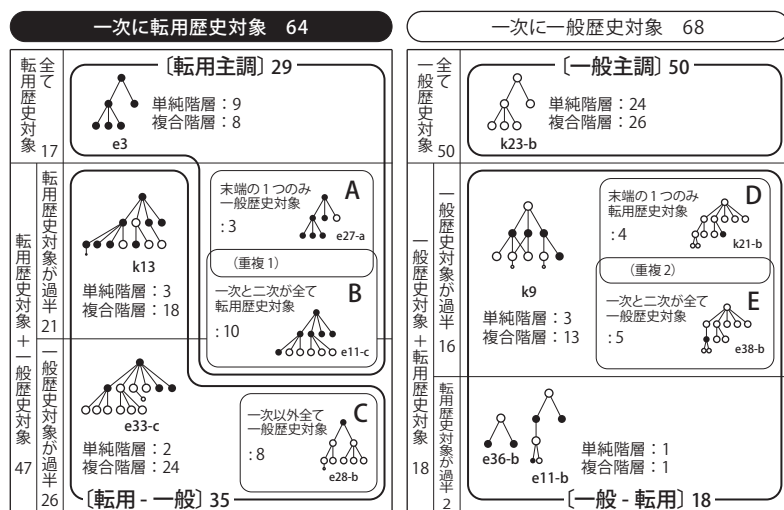 一次に転用歴史対象 64
全て転用歴史対象 17
〔転用主調〕29
単純階層：9
複合階層：8
e3
転用歴史対象＋一般歴史対象 47
転用歴史対象が過半 21
k13
単純階層：3
複合階層：18
末端の１つのみ
一般歴史対象
：3
A
e27-a
（重複１）
一次と二次が全て
転用歴史対象
：10
B
e11-c
一般歴史対象が過半 26
e33-c
単純階層：2
複合階層：24
一次以外全て
一般歴史対象
：8
C
e28-b
〔転用 - 一般〕35
一次に一般歴史対象 68
全て一般歴史対象 50
〔一般主調〕50
単純階層：24
複合階層：26
k23-b
一般歴史対象＋転用歴史対象 18
一般歴史対象が過半 16
k9
単純階層：3
複合階層：13
末端の１つのみ
転用歴史対象
：4
D
k21-b
（重複２）
一次と二次が全て
一般歴史対象
：5
E
e38-b
転用歴史対象が過半 2
e36-b
e11-b
単純階層：1
複合階層：1
〔一般 - 転用〕18